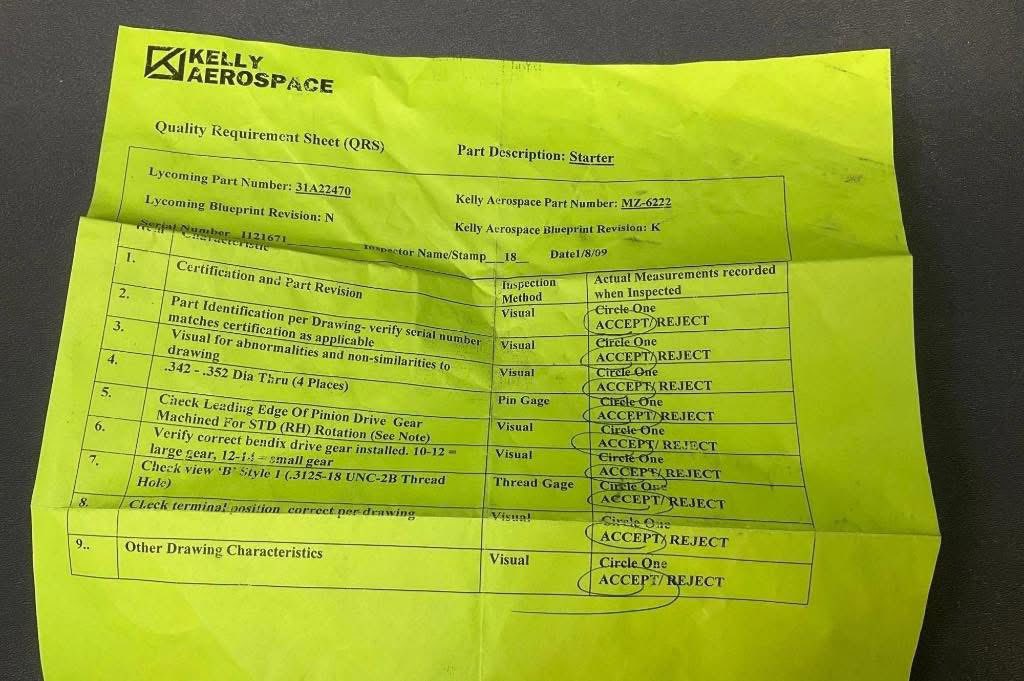 KELLY
AEROSPACE
Quality Requirement Sheet (QRS)
Part Description: Starter
Lycoming Part Number: 31A22470
Kelly Aerospace Part Number: MZ-6222
Lycoming Blueprint Revision: N
Kelly Aerospace Blueprint Revision: K
Serial Number 1121671
Inspector Name/Stamp 18 Date1/8/09
Characteristic
Inspection
Method
Actual Measurements recorded
when Inspected
1.
Certification and Part Revision
Visual
Circle One
ACCEPT/REJECT
2.
Part Identification per Drawing- verify serial number
matches certification as applicable
Visual
Circle One
ACCEPT/REJECT
3.
Visual for abnormalities and non-similarities to
drawing
Visual
Circle One
ACCEPT/REJECT
4.
.342 - .352 Dia Thru (4 Places)
Pin Gage
Circle One
ACCEPT/REJECT
5.
Check Leading Edge Of Pinion Drive Gear
Machined For STD (RH) Rotation (See Note)
Visual
Circle One
ACCEPT/REJECT
6.
Verify correct bendix drive gear installed. 10-12 =
large gear, 12-14 = small gear
Visual
Circle One
ACCEPT/REJECT
7.
Check view 'B' Style 1 (.3125-18 UNC-2B Thread
Hole)
Thread Gage
Circle One
ACCEPT/REJECT
8.
Check terminal position correct per drawing
Visual
Circle One
ACCEPT/REJECT
9..
Other Drawing Characteristics
Visual
Circle One
ACCEPT/REJECT